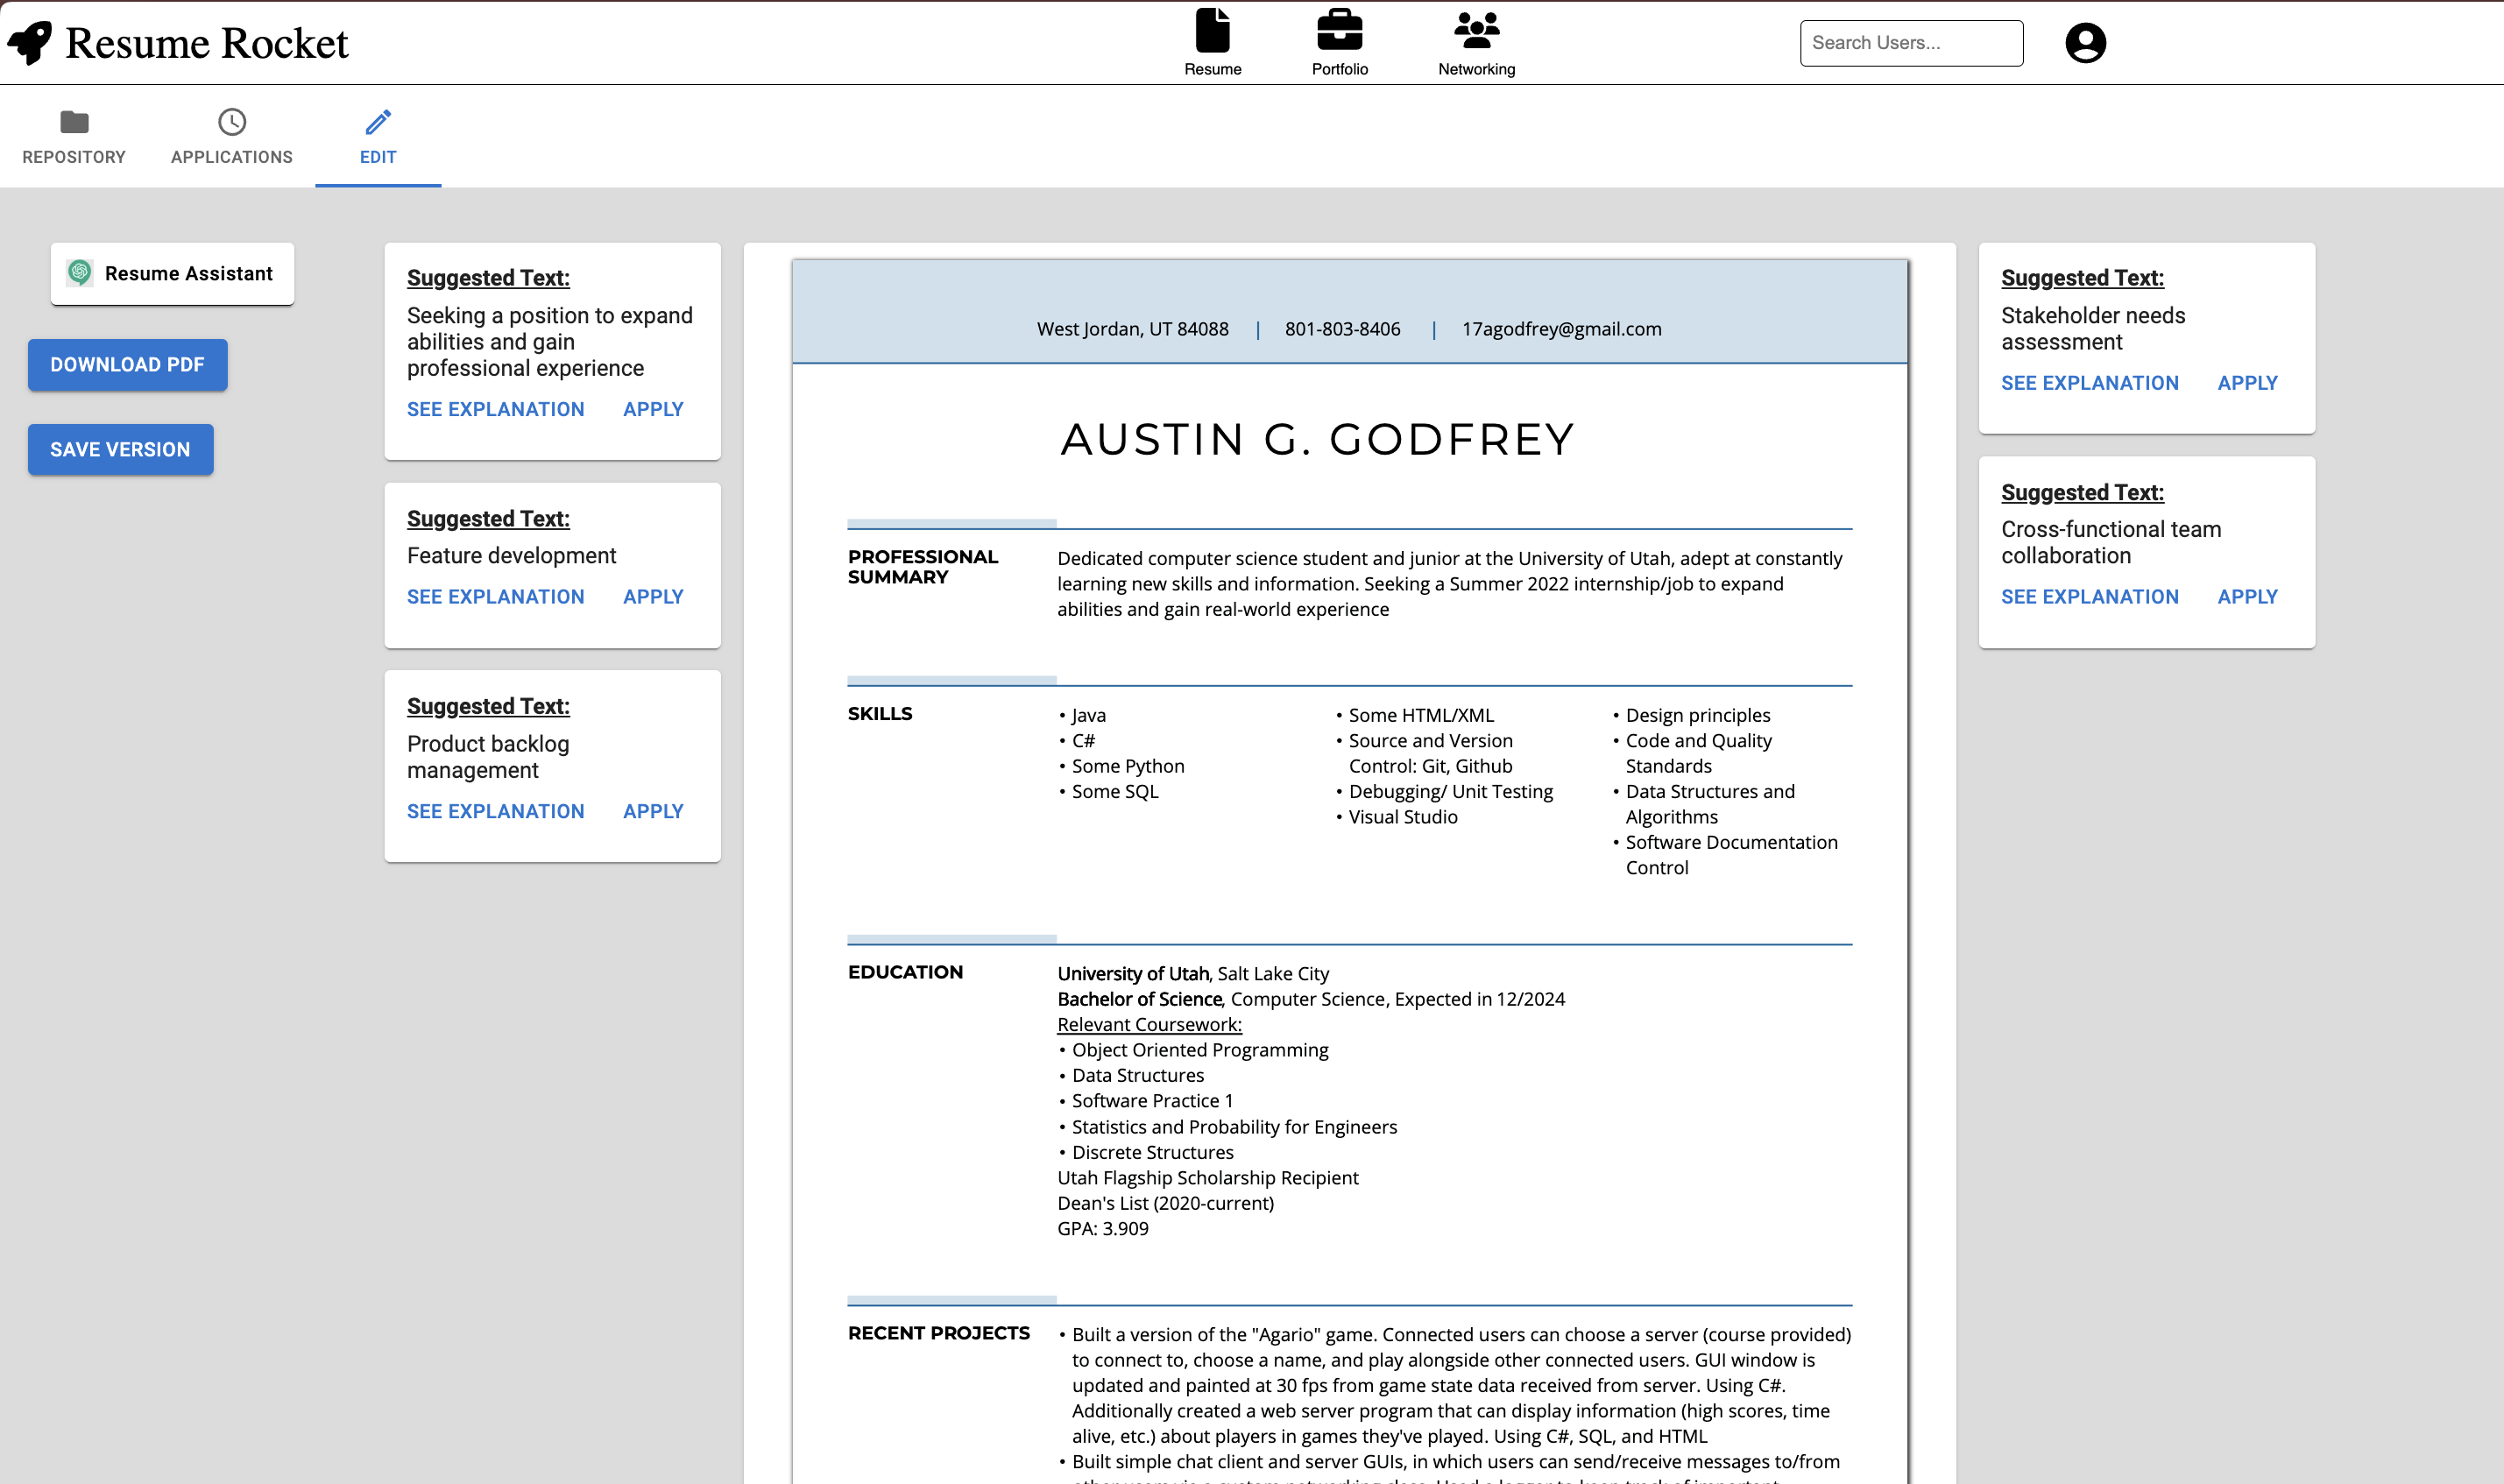 Resume Rocket
Resume
Portfolio
Networking
Search Users...
REPOSITORY
APPLICATIONS
EDIT
Resume Assistant
DOWNLOAD PDF
SAVE VERSION
Suggested Text:
Seeking a position to expand
abilities and gain
professional experience
SEE EXPLANATION APPLY
Suggested Text:
Feature development
SEE EXPLANATION APPLY
Suggested Text:
Product backlog
management
SEE EXPLANATION APPLY
West Jordan, UT 84088 | 801-803-8406 | 17agodfrey@gmail.com
AUSTIN G. GODFREY
PROFESSIONAL
SUMMARY
Dedicated computer science student and junior at the University of Utah, adept at constantly
learning new skills and information. Seeking a Summer 2022 internship/job to expand
abilities and gain real-world experience
SKILLS
• Java
• C#
• Some Python
• Some SQL
• Some HTML/XML
• Source and Version
Control: Git, Github
• Debugging/ Unit Testing
• Visual Studio
• Design principles
• Code and Quality
Standards
• Data Structures and
Algorithms
• Software Documentation
Control
EDUCATION
University of Utah, Salt Lake City
Bachelor of Science, Computer Science, Expected in 12/2024
Relevant Coursework:
• Object Oriented Programming
• Data Structures
• Software Practice 1
• Statistics and Probability for Engineers
• Discrete Structures
Utah Flagship Scholarship Recipient
Dean's List (2020-current)
GPA: 3.909
RECENT PROJECTS
• Built a version of the "Agario" game. Connected users can choose a server (course provided)
to connect to, choose a name, and play alongside other connected users. GUI window is
updated and painted at 30 fps from game state data received from server. Using C#.
Additionally created a web server program that can display information (high scores, time
alive, etc.) about players in games they've played. Using C#, SQL, and HTML
• Built simple chat client and server GUIs, in which users can send/receive messages to/from
Suggested Text:
Stakeholder needs
assessment
SEE EXPLANATION APPLY
Suggested Text:
Cross-functional team
collaboration
SEE EXPLANATION APPLY